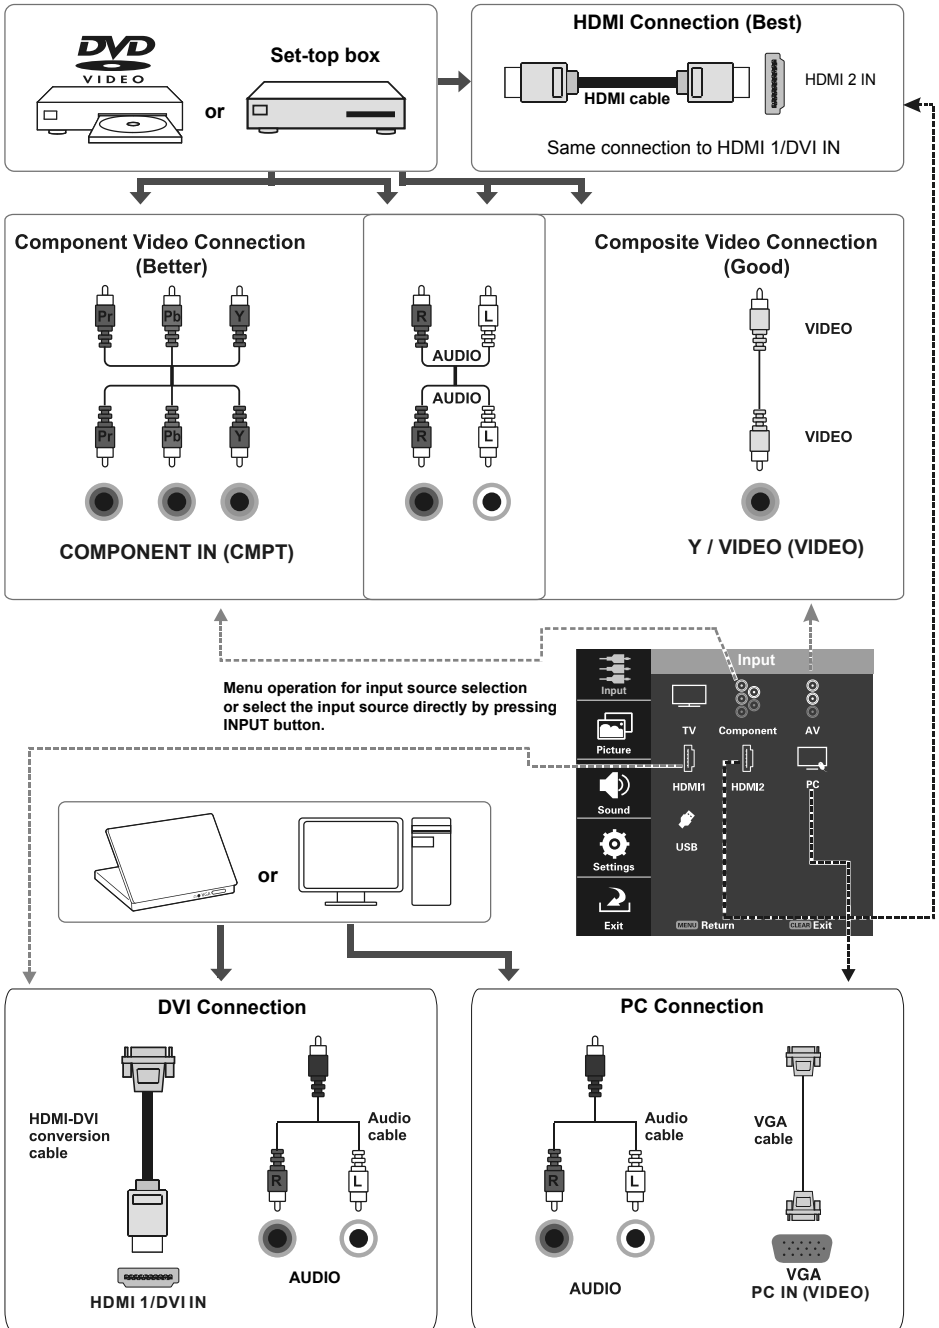 DVD
VIDEO
or
Set-top box
HDMI Connection (Best)
HDMI cable
HDMI 2 IN
Same connection to HDMI 1/DVI IN
Component Video Connection
(Better)
Pr
Pb
Y
Pr
Pb
Y
COMPONENT IN (CMPT)
R
L
AUDIO
AUDIO
R
L
Composite Video Connection
(Good)
VIDEO
VIDEO
Y / VIDEO (VIDEO)
Menu operation for input source selection
or select the input source directly by pressing
INPUT button.
Input
Picture
Sound
Settings
Exit
Input
TV
Component
AV
HDMI1
HDMI2
PC
USB
MENU Return
CLEAR Exit
or
VGA
DVI Connection
HDMI-DVI
conversion
cable
HDMI 1/DVI IN
Audio
cable
R
L
AUDIO
PC Connection
Audio
cable
R
L
AUDIO
VGA
cable
VGA
PC IN (VIDEO)